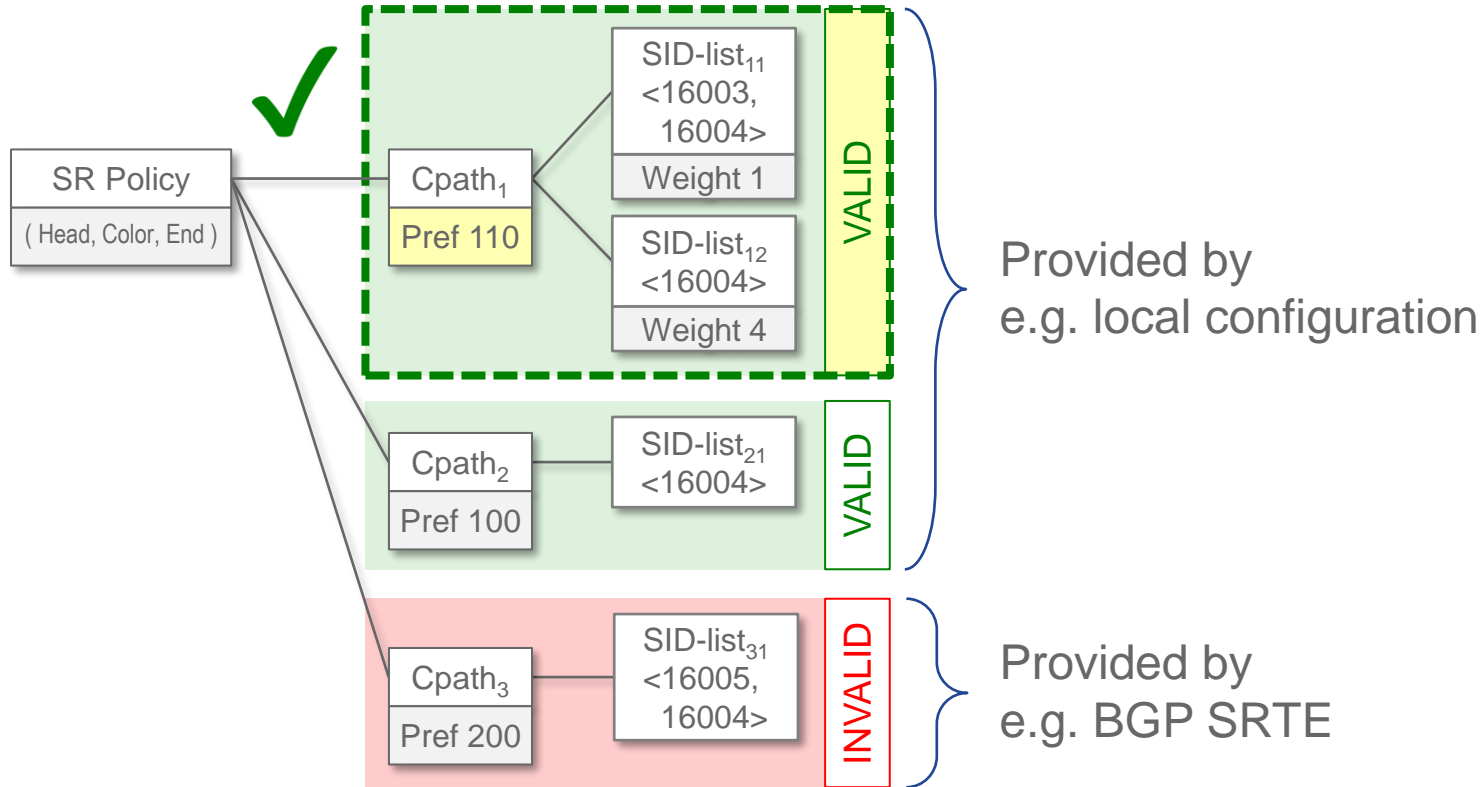 SR Policy
( Head, Color, End )
Cpath₁
Pref 110
SID-list₁₁
<16003,
16004>
Weight 1
SID-list₁₂
<16004>
Weight 4
VALID
Provided by
e.g. local configuration
Cpath₂
Pref 100
SID-list₂₁
<16004>
VALID
Cpath₃
Pref 200
SID-list₃₁
<16005,
16004>
INVALID
Provided by
e.g. BGP SRTE